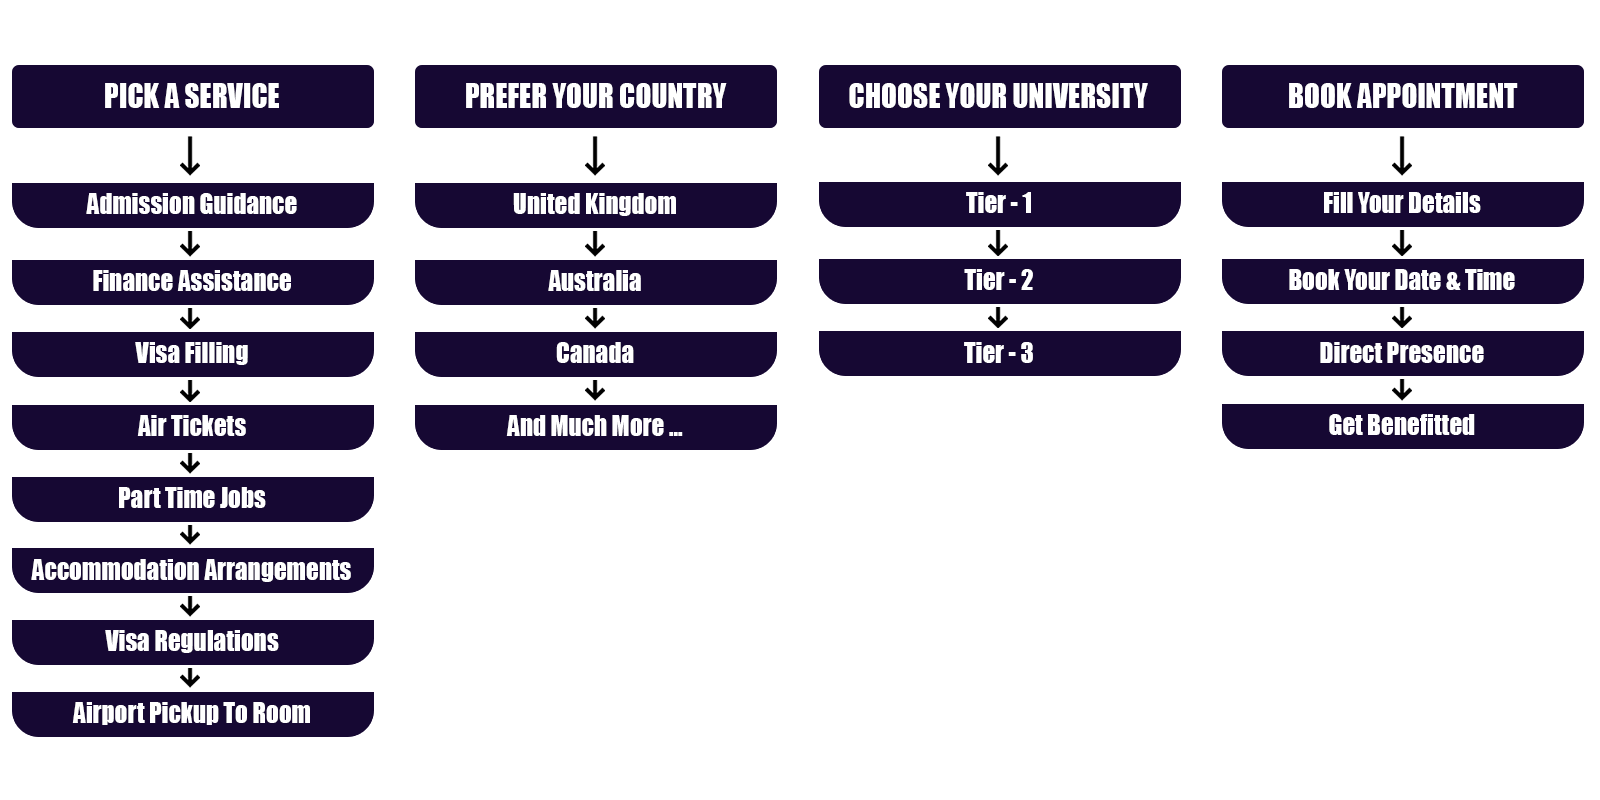 PICK A SERVICE
Admission Guidance
Finance Assistance
Visa Filling
Air Tickets
Part Time Jobs
Accommodation Arrangements
Visa Regulations
Airport Pickup To Room
PREFER YOUR COUNTRY
United Kingdom
Australia
Canada
And Much More ...
CHOOSE YOUR UNIVERSITY
Tier - 1
Tier - 2
Tier - 3
BOOK APPOINTMENT
Fill Your Details
Book Your Date & Time
Direct Presence
Get Benefitted